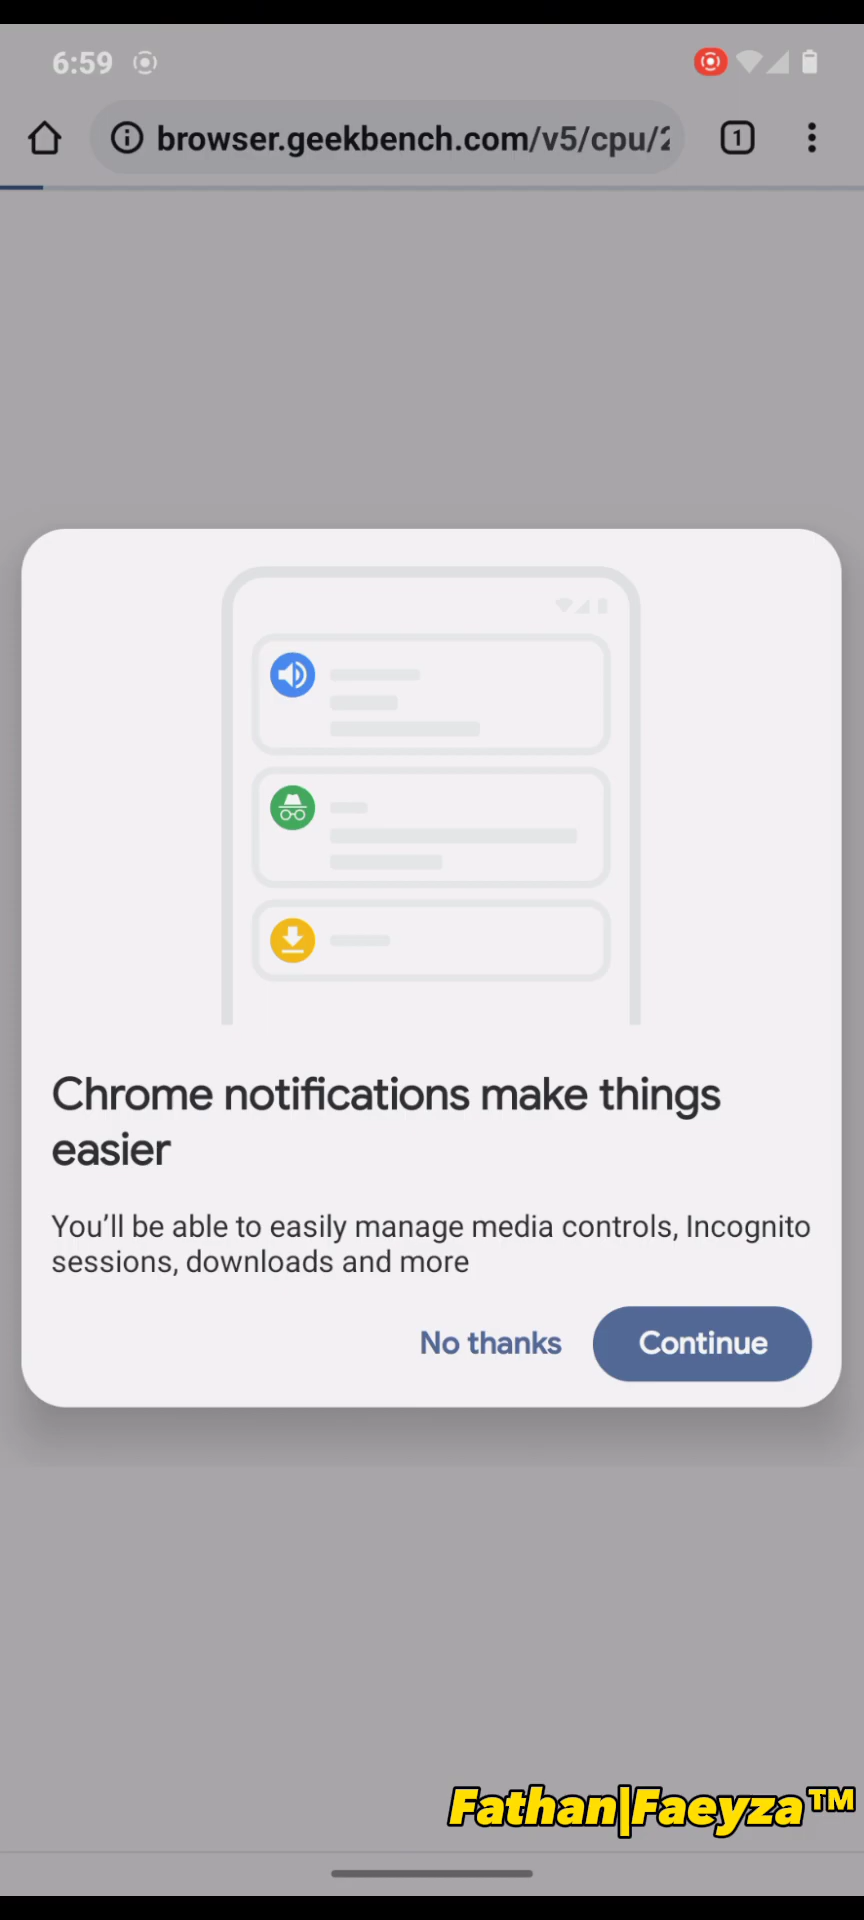 6:59
browser.geekbench.com/v5/cpu/2
1
Chrome notifications make things
easier
You’ll be able to easily manage media controls, Incognito
sessions, downloads and more
No thanks
Continue
Fathan|Faeyza™